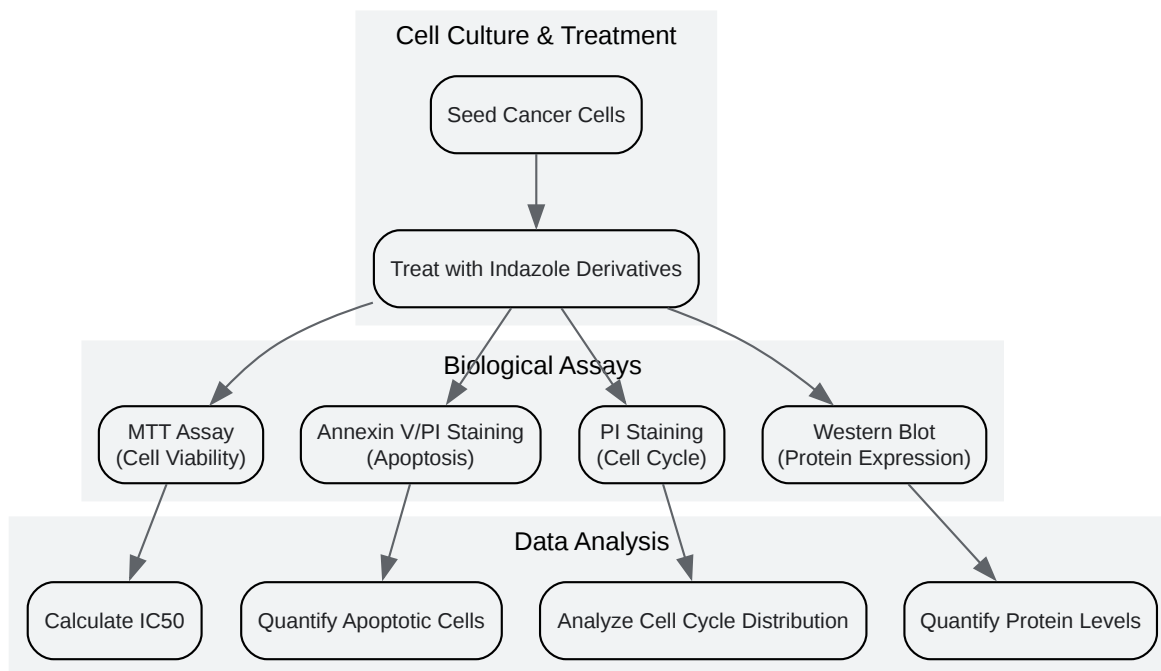 Cell Culture & Treatment
Seed Cancer Cells
Treat with Indazole Derivatives
Biological Assays
MTT Assay
(Cell Viability)
Annexin V/PI Staining
(Apoptosis)
PI Staining
(Cell Cycle)
Western Blot
(Protein Expression)
Data Analysis
Calculate IC50
Quantify Apoptotic Cells
Analyze Cell Cycle Distribution
Quantify Protein Levels